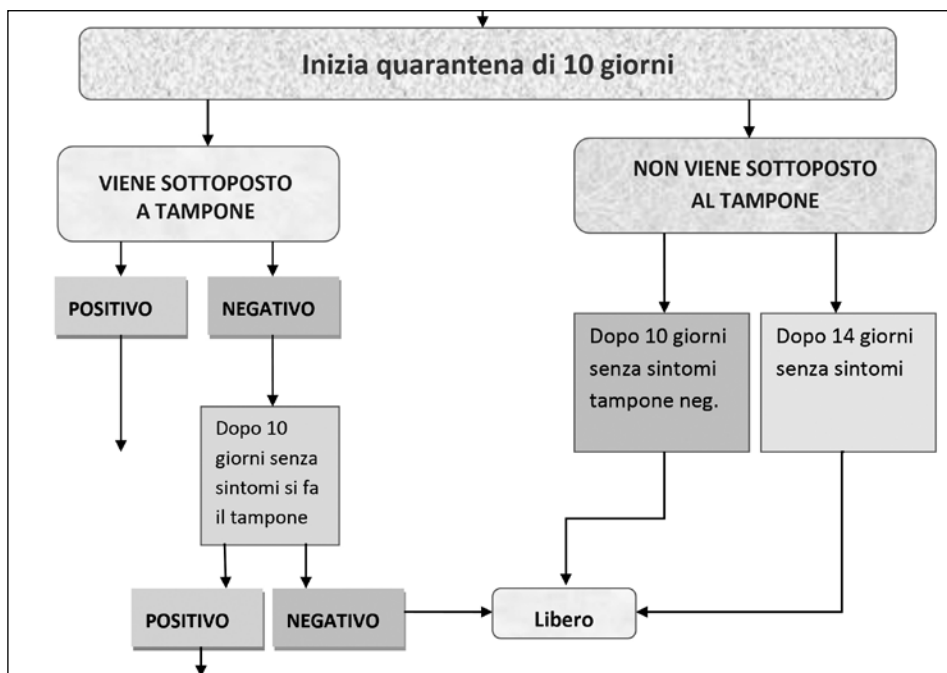 Inizia quarantena di 10 giorni
VIENE SOTTOPOSTO
A TAMPONE
NON VIENE SOTTOPOSTO
AL TAMPONE
POSITIVO
NEGATIVO
Dopo 10 giorni
senza sintomi
tampone neg.
Dopo 14 giorni
senza sintomi
Dopo 10
giorni senza
sintomi si fa
il tampone
POSITIVO
NEGATIVO
Libero